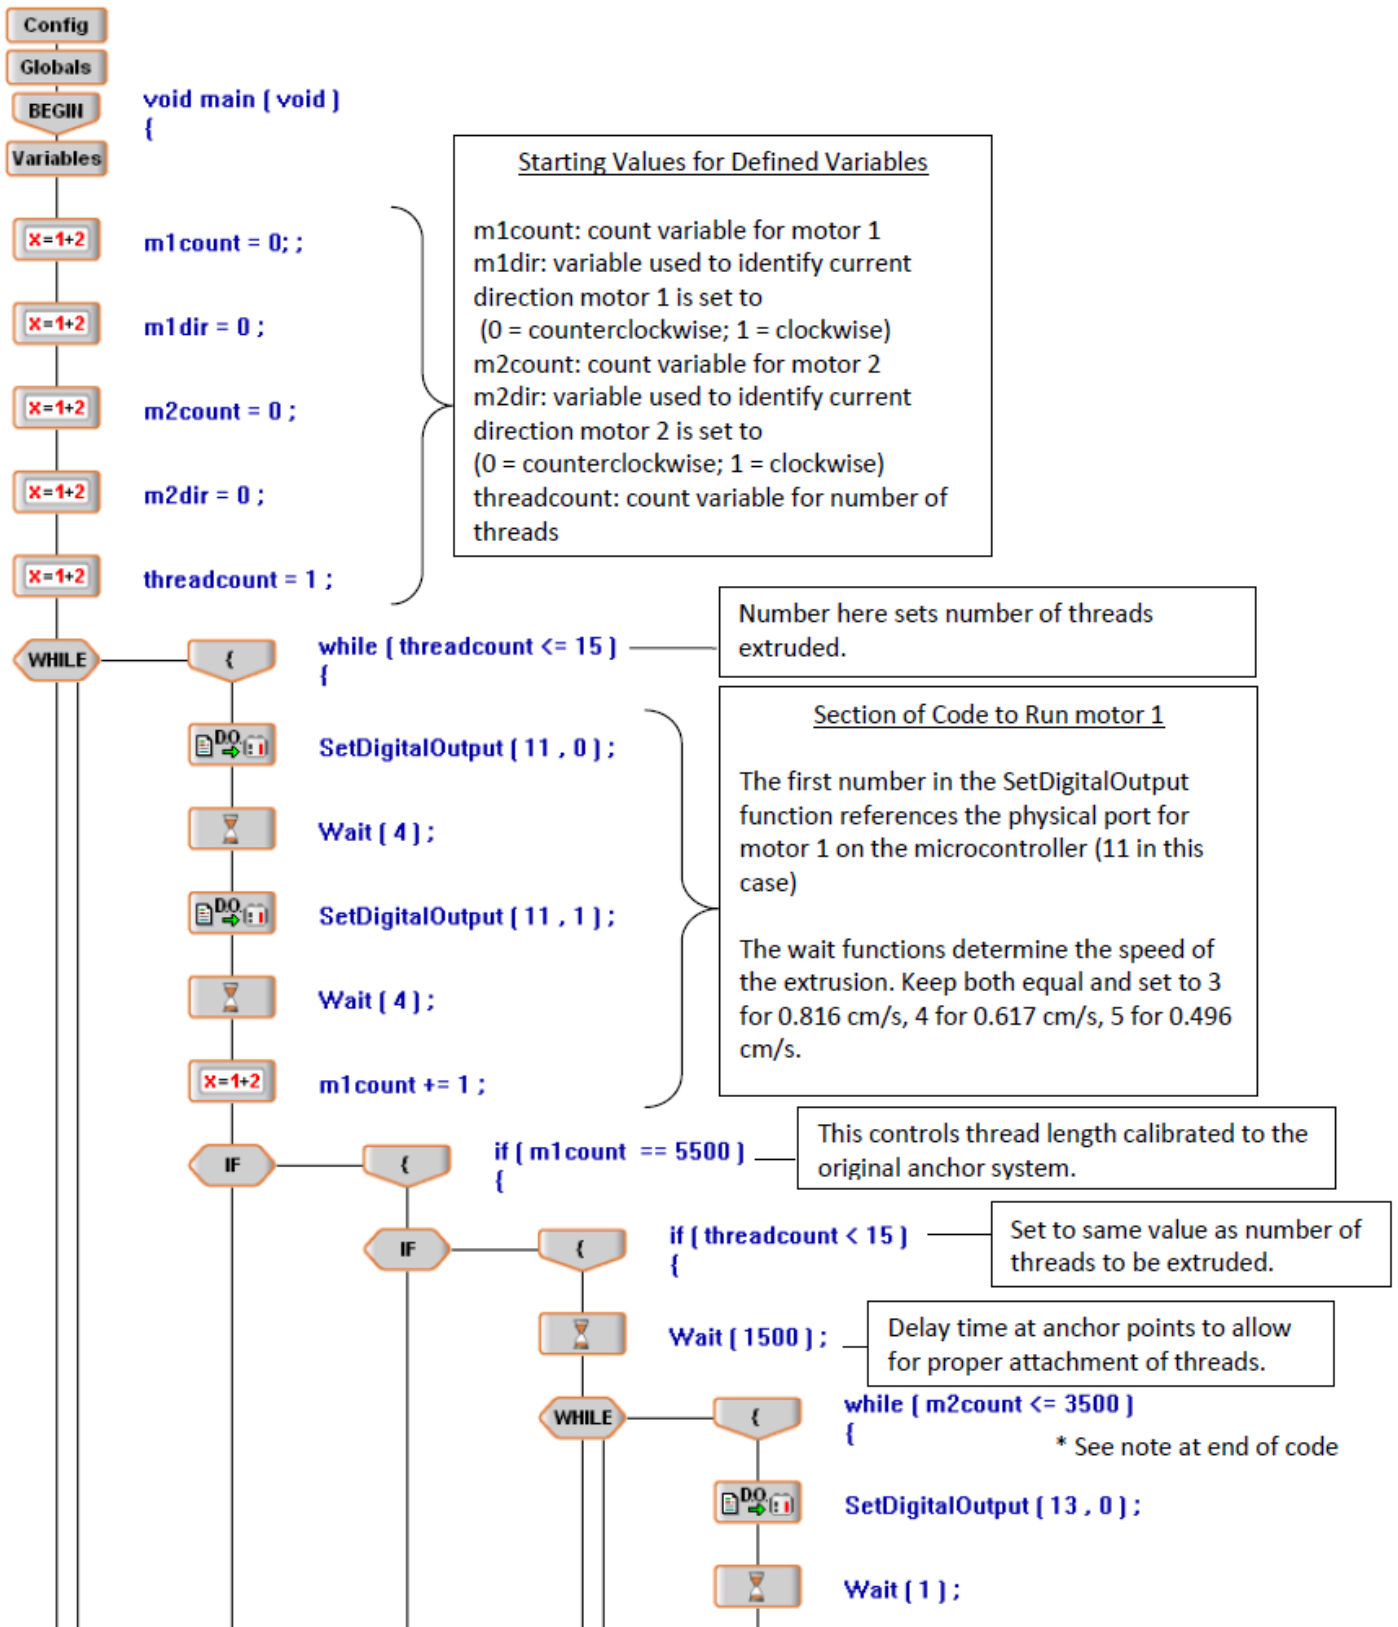 Config
Globals
BEGIN
void main ( void )
{
Variables
Starting Values for Defined Variables
m1count: count variable for motor 1
m1dir: variable used to identify current
direction motor 1 is set to
(0 = counterclockwise; 1 = clockwise)
m2count: count variable for motor 2
m2dir: variable used to identify current
direction motor 2 is set to
(0 = counterclockwise; 1 = clockwise)
threadcount: count variable for number of
threads
X=1+2
m1count = 0; ;
X=1+2
m1dir = 0 ;
X=1+2
m2count = 0 ;
X=1+2
m2dir = 0 ;
X=1+2
threadcount = 1 ;
WHILE
{
while ( threadcount <= 15 )
{
Number here sets number of threads
extruded.
D.O.
SetDigitalOutput ( 11 , 0 ) ;
Wait ( 4 ) ;
D.O.
SetDigitalOutput ( 11 , 1 ) ;
Wait ( 4 ) ;
X=1+2
m1count += 1 ;
Section of Code to Run motor 1
The first number in the SetDigitalOutput
function references the physical port for
motor 1 on the microcontroller (11 in this
case)
The wait functions determine the speed of
the extrusion. Keep both equal and set to 3
for 0.816 cm/s, 4 for 0.617 cm/s, 5 for 0.496
cm/s.
IF
{
if ( m1count == 5500 )
{
This controls thread length calibrated to the
original anchor system.
IF
{
if ( threadcount < 15 )
{
Set to same value as number of
threads to be extruded.
Wait ( 1500 ) ;
Delay time at anchor points to allow
for proper attachment of threads.
WHILE
{
while ( m2count <= 3500 )
{
* See note at end of code
D.O.
SetDigitalOutput ( 13 , 0 ) ;
Wait ( 1 ) ;